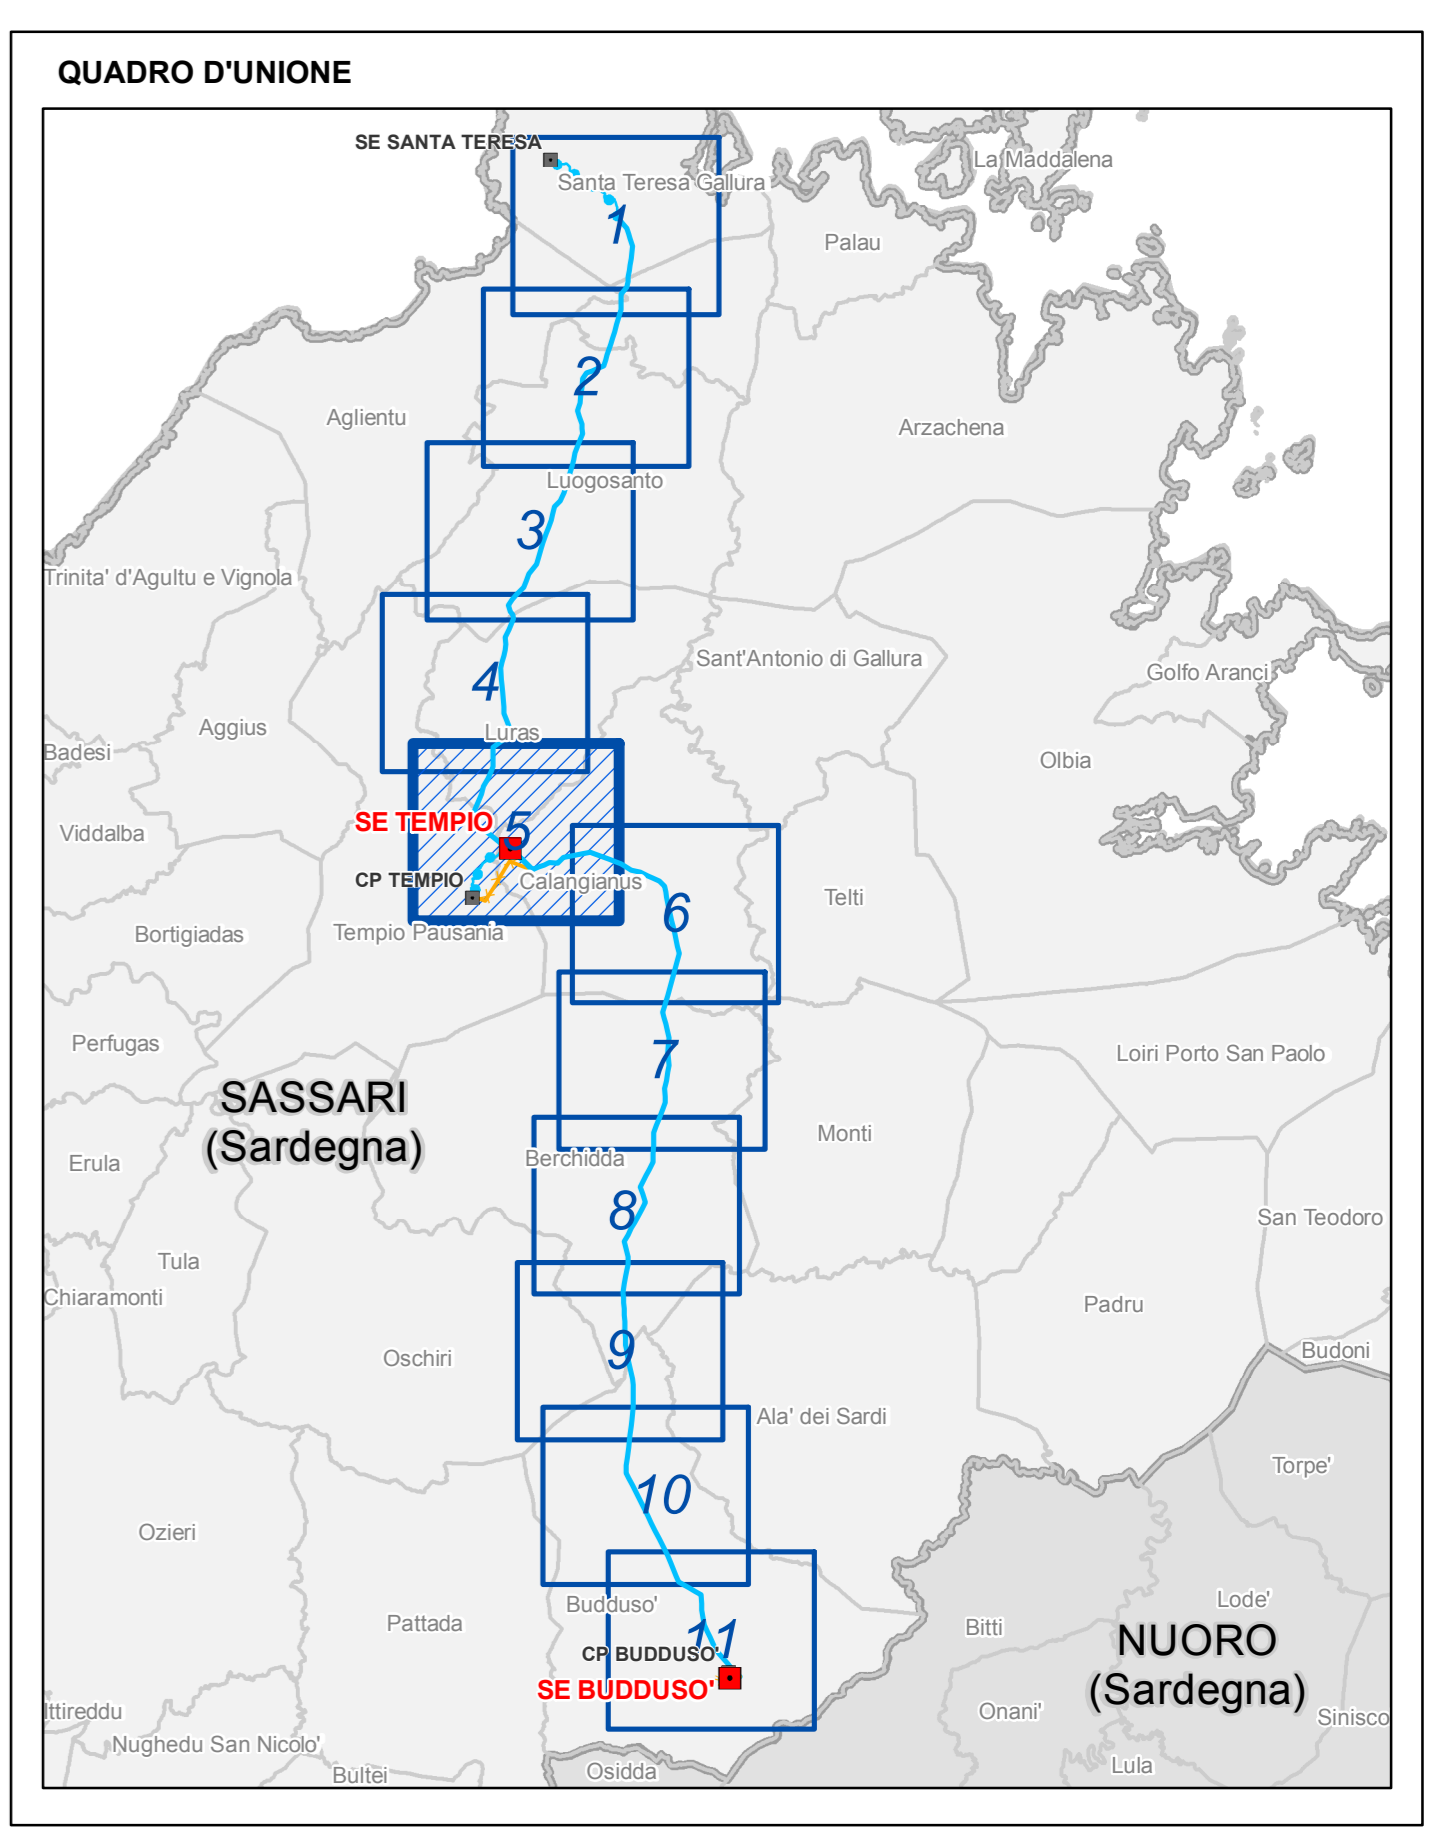 QUADRO D'UNIONE
SE SANTA TERESA
La Maddalena
Santa Teresa Gallura
1
Palau
2
Aglientu
Arzachena
Luogosanto
3
Trinita' d'Agultu e Vignola
Sant'Antonio di Gallura
Golfo Aranci
4
Aggius
Luras
Badesi
Olbia
SE TEMPIO
5
Viddalba
CP TEMPIO
Calangianus
Telti
6
Tempio Pausania
Bortigiadas
Perfugas
7
Loiri Porto San Paolo
SASSARI
(Sardegna)
Monti
Erula
Berchidda
8
San Teodoro
Tula
Chiaramonti
Padru
9
Oschiri
Budoni
Ala' dei Sardi
Torpe'
10
Ozieri
Lode'
Budduso'
Pattada
Bitti
11
NUORO
(Sardegna)
CP BUDDUSO'
SE BUDDUSO'
Ittireddu
Onani'
Sinisco
Nughedu San Nicolo'
Lula
Osidda
Bultei